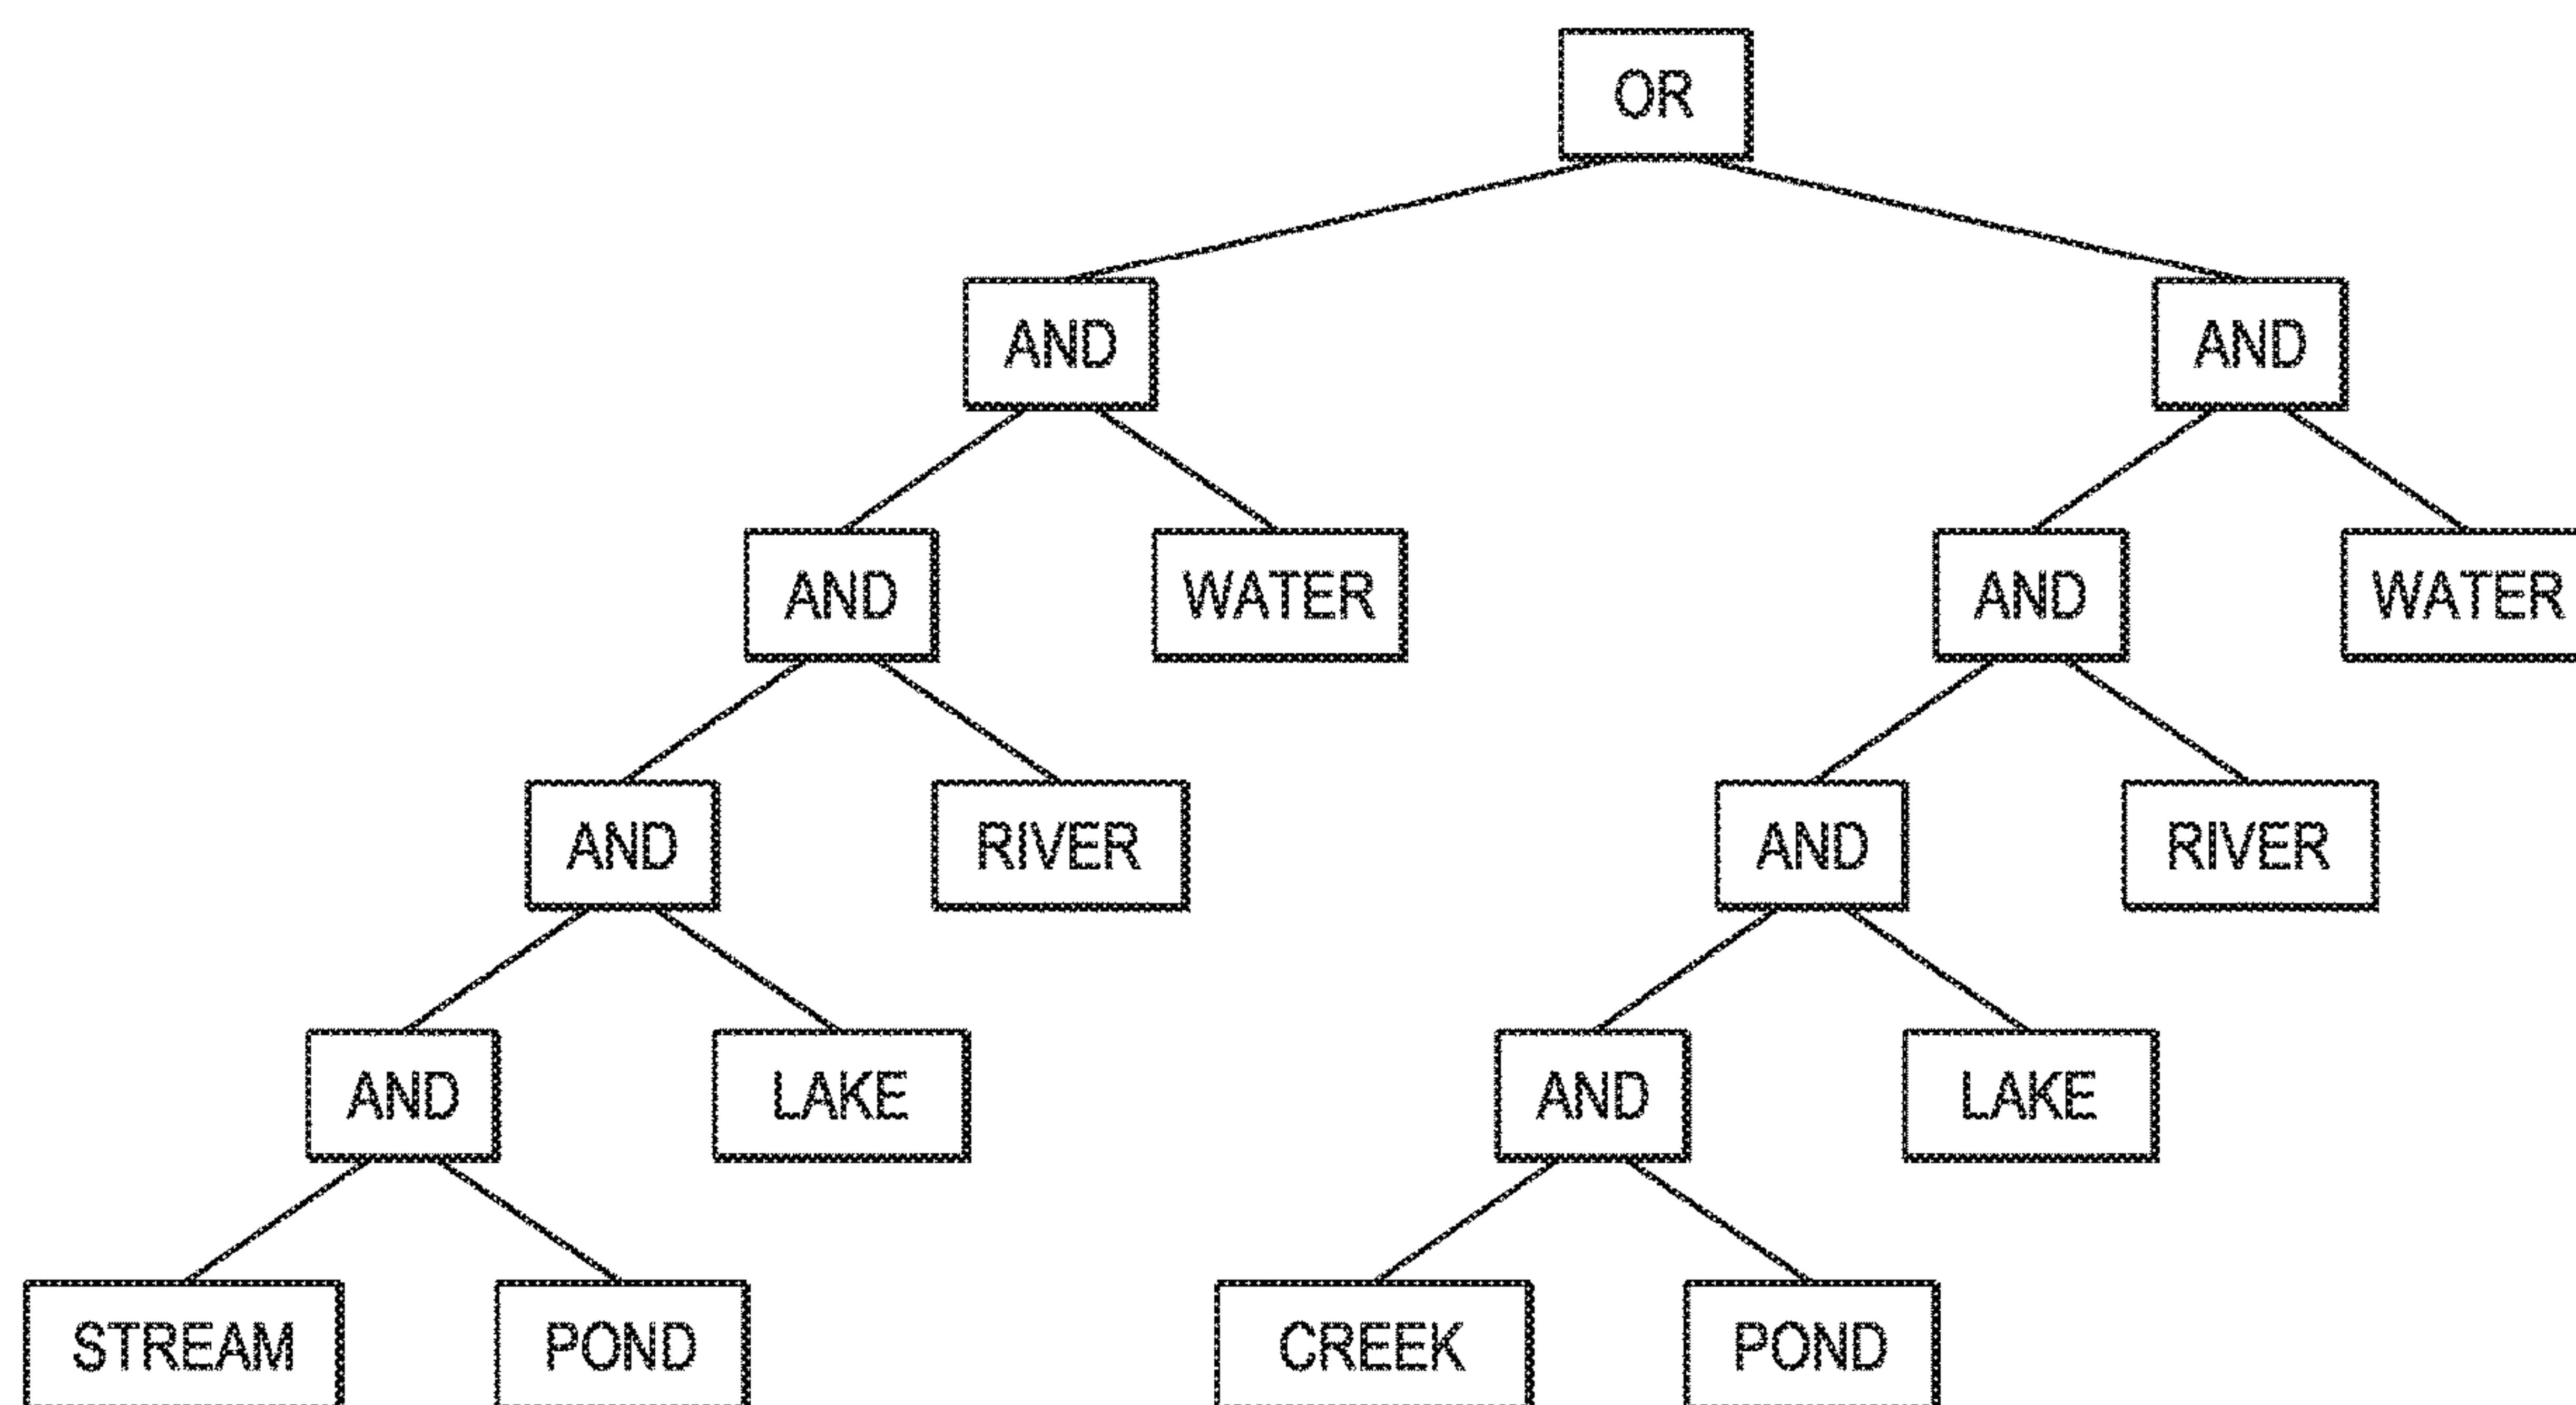 OR
AND AND
AND WATER AND WATER
AND RIVER AND RIVER
AND LAKE AND LAKE
STREAM POND CREEK POND